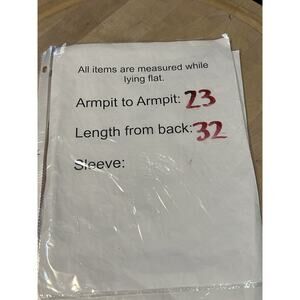 All items are measured while
lying flat.
Armpit to Armpit: 23
Length from back: 32
Sleeve: